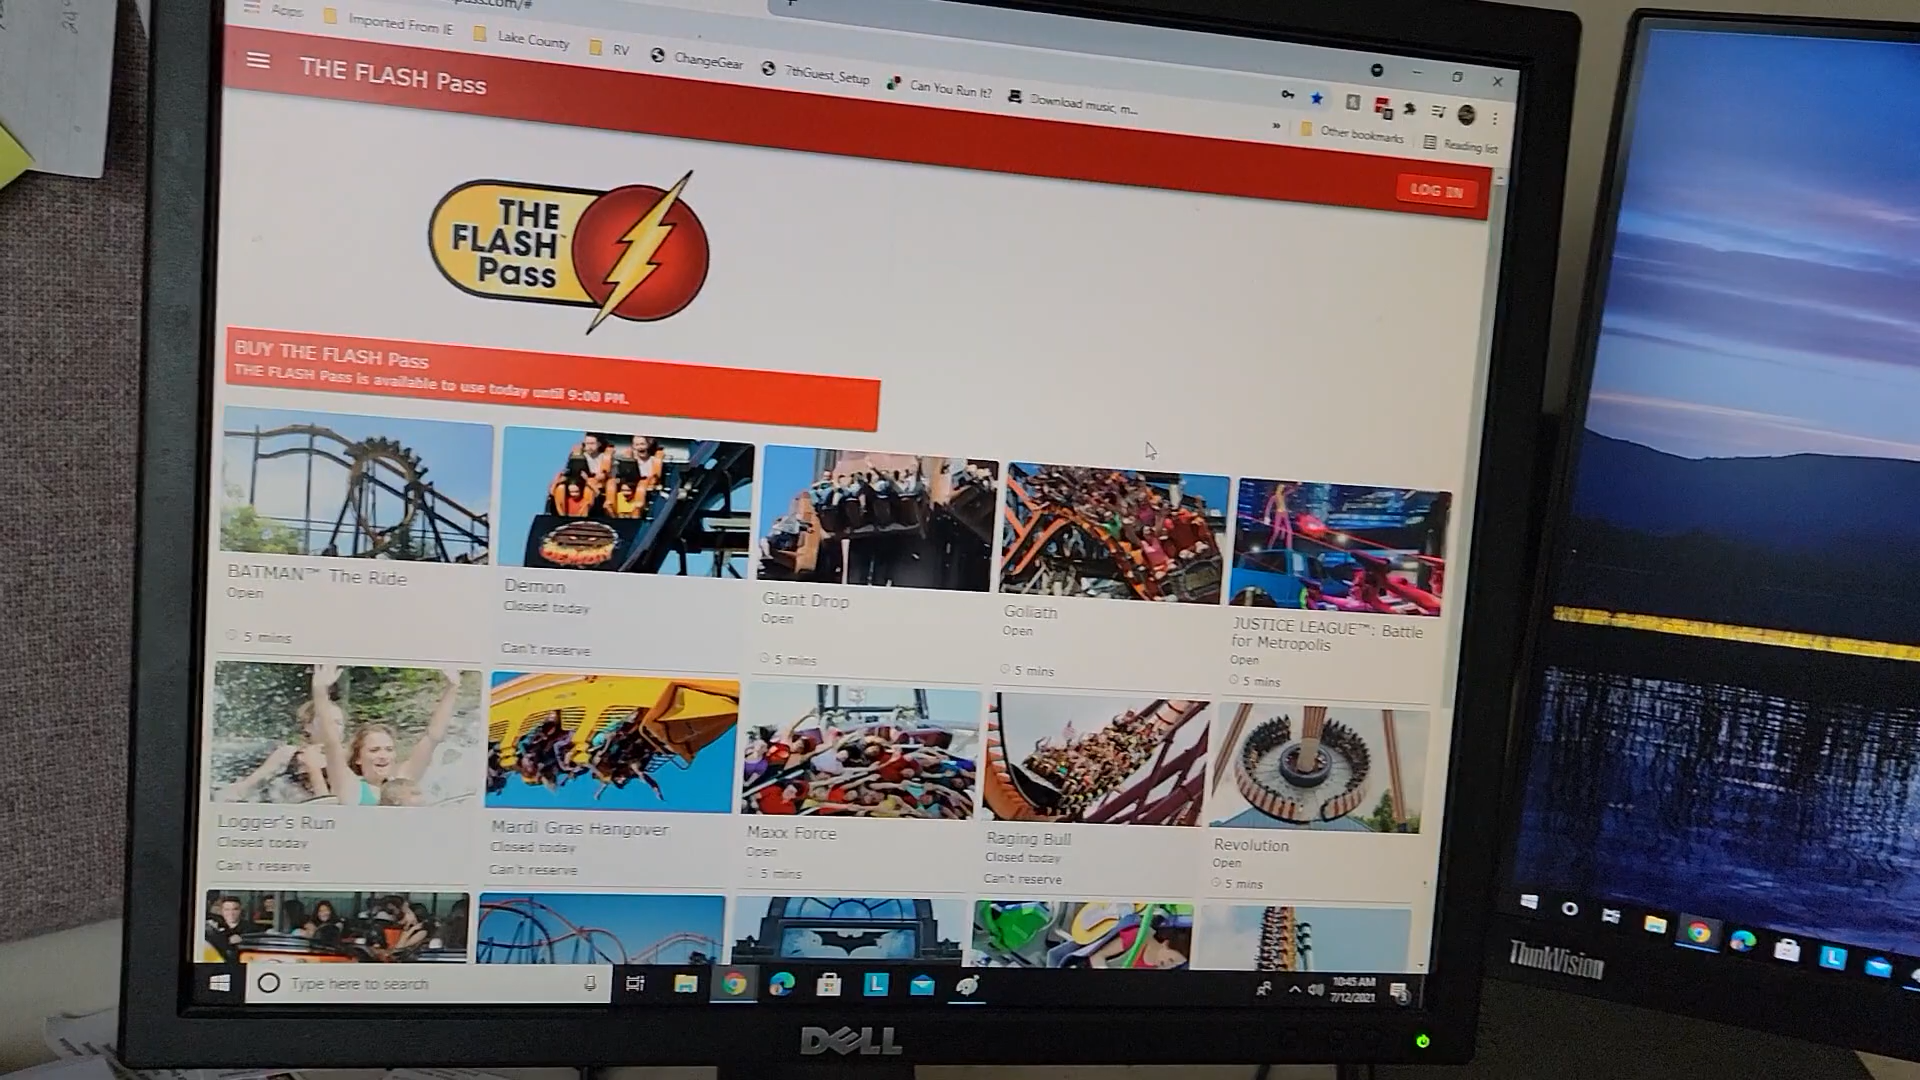 pass.com/#
Apps
Imported From IE
Lake County
RV
ChangeGear
7thGuest_Setup
Can You Run It?
Download music, m...
Other bookmarks
Reading list
THE FLASH Pass
LOG IN
THE
FLASH™
Pass
BUY THE FLASH Pass
THE FLASH Pass is available to use today until 9:00 PM.
BATMAN™ The Ride
Open
5 mins
Demon
Closed today
Can't reserve
Giant Drop
Open
5 mins
Goliath
Open
5 mins
JUSTICE LEAGUE™: Battle
for Metropolis
Open
5 mins
Logger's Run
Closed today
Can't reserve
Mardi Gras Hangover
Closed today
Can't reserve
Maxx Force
Open
5 mins
Raging Bull
Closed today
Can't reserve
Revolution
Open
5 mins
Type here to search
10:45 AM
7/12/2021
DELL
ThinkVision